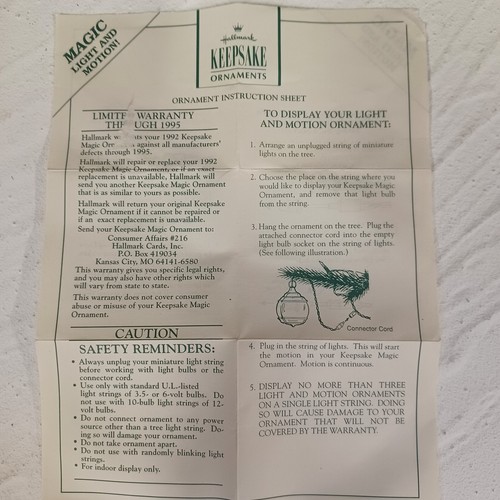 MAGIC
LIGHT AND
MOTION!
Hallmark
KEEPSAKE
ORNAMENTS
ORNAMENT INSTRUCTION SHEET
LIMITED WARRANTY
THROUGH 1995
Hallmark warrants your 1992 Keepsake
Magic Ornament against all manufacturers'
defects through 1995.
Hallmark will repair or replace your 1992
Keepsake Magic Ornament, or if an exact
replacement is unavailable, Hallmark will
send you another Keepsake Magic Ornament
that is as similar to yours as possible.
Hallmark will return your original Keepsake
Magic Ornament if it cannot be repaired or
if an exact replacement is unavailable.
Send your Keepsake Magic Ornament to:
Consumer Affairs #216
Hallmark Cards, Inc.
P.O. Box 419034
Kansas City, MO 64141-6580
This warranty gives you specific legal rights,
and you may also have other rights which
will vary from state to state.
This warranty does not cover consumer
abuse or misuse of your Keepsake Magic
Ornament.
CAUTION
SAFETY REMINDERS:
• Always unplug your miniature light string
before working with light bulbs or the
connector cord.
• Use only with standard U.L.-listed
light strings of 3.5- or 6-volt bulbs. Do
not use with 10-bulb light strings of 12-
volt bulbs.
• Do not connect ornament to any power
source other than a tree light string. Do-
ing so will damage your ornament.
• Do not take ornament apart.
• Do not use with randomly blinking light
strings.
• For indoor display only.
TO DISPLAY YOUR LIGHT
AND MOTION ORNAMENT:
1. Arrange an unplugged string of miniature
lights on the tree.
2. Choose the place on the string where you
would like to display your Keepsake Magic
Ornament, and remove that light bulb
from the string.
3. Hang the ornament on the tree. Plug the
attached connector cord into the empty
light bulb socket on the string of lights.
(See following illustration.)
Connector Cord
4. Plug in the string of lights. This will start
the motion in your Keepsake Magic
Ornament. Motion is continuous.
5. DISPLAY NO MORE THAN THREE
LIGHT AND MOTION ORNAMENTS
ON A SINGLE LIGHT STRING. DOING
SO WILL CAUSE DAMAGE TO YOUR
ORNAMENT THAT WILL NOT BE
COVERED BY THE WARRANTY.